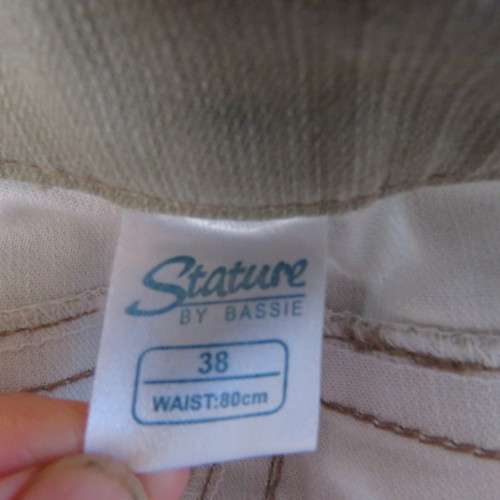 Stature
BY BASSIE
38
WAIST:80cm